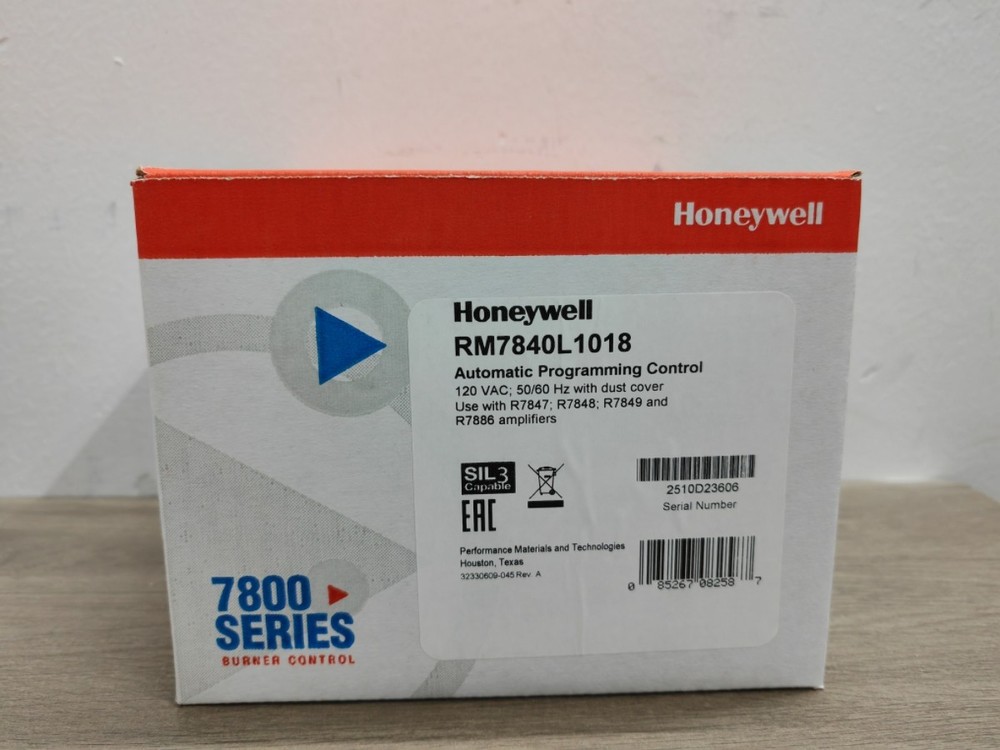 Honeywell
Honeywell
RM7840L1018
Automatic Programming Control
120 VAC; 50/60 Hz with dust cover
Use with R7847; R7848; R7849 and
R7886 amplifiers
SIL 3
Capable
EAC
2510D23606
Serial Number
Performance Materials and Technologies
Houston, Texas
32330609-045 Rev. A
0 85267 08258 7
7800
SERIES
BURNER CONTROL